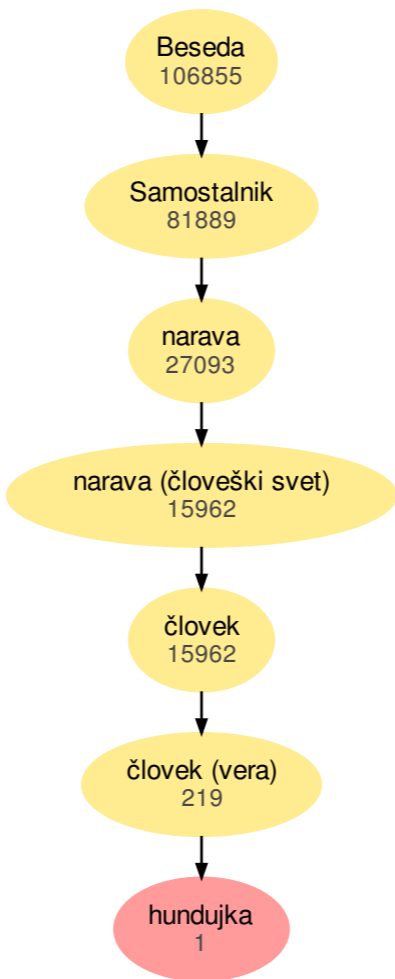 Beseda
106855
Samostalnik
81889
narava
27093
narava (človeški svet)
15962
človek
15962
človek (vera)
219
hundujka
1